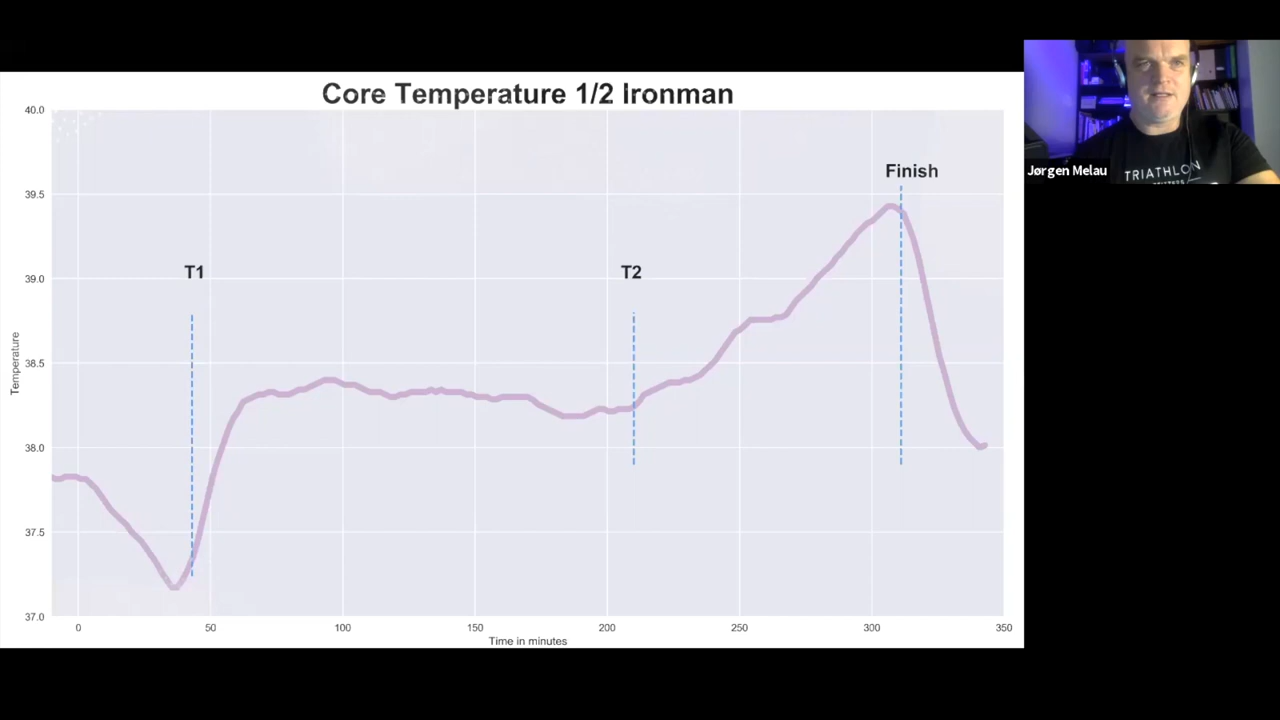 Core Temperature 1/2 Ironman
40.0
39.5
39.0
38.5
38.0
37.5
37.0
Temperature
T1
T2
Finish
0 50 100 150 200 250 300 350
Time in minutes
Jørgen Melau
TRIATHLON